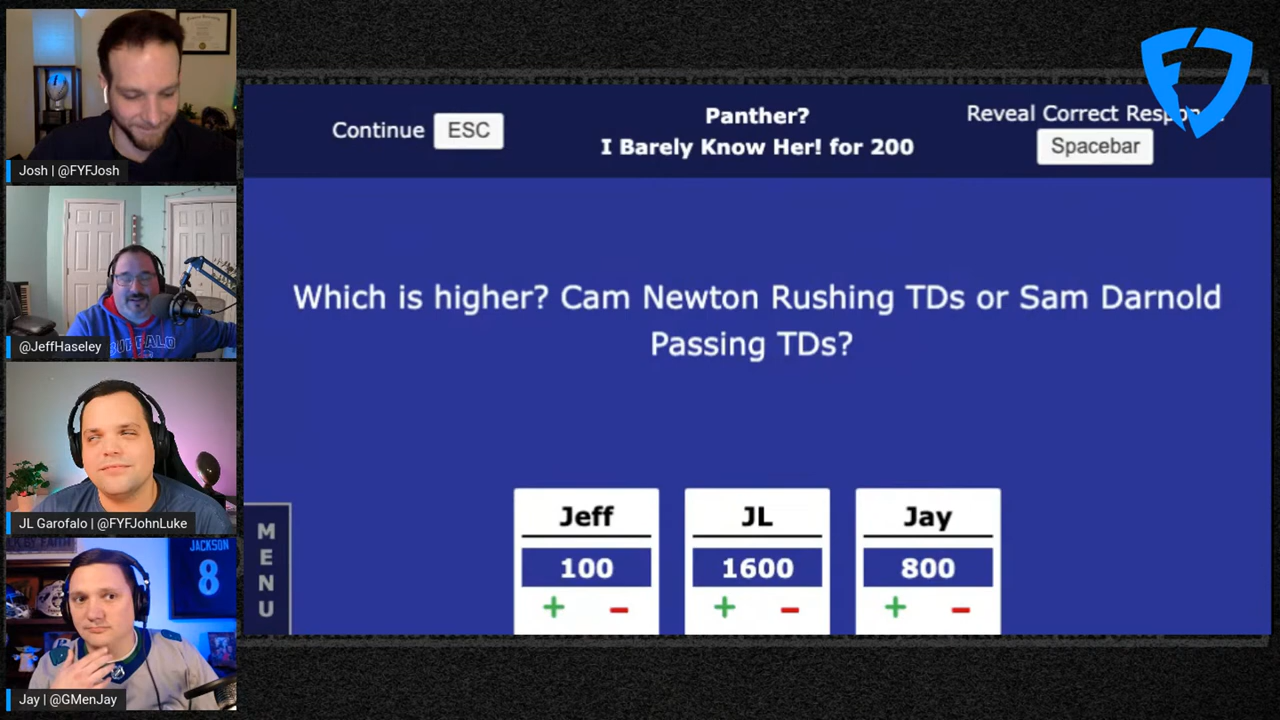 Josh | @FYFJosh
@JeffHaseley
BUFFALO
JL Garofalo | @FYFJohnLuke
JACKSON
8
Jay | @GMenJay
Continue ESC
Panther?
I Barely Know Her! for 200
Reveal Correct
Spacebar
Which is higher? Cam Newton Rushing TDs or Sam Darnold
Passing TDs?
MENU
Jeff
100
+ −
JL
1600
+ −
Jay
800
+ −